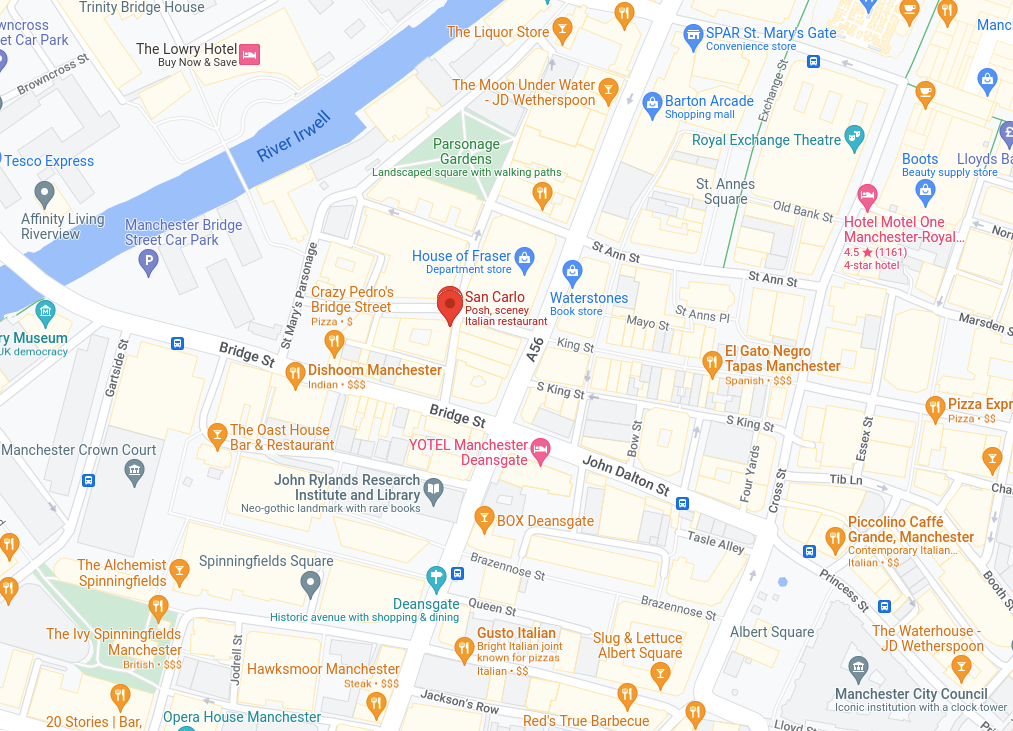 Trinity Bridge House
The Liquor Store
SPAR St. Mary's Gate
Convenience store
Manc
wncross
et Car Park
The Lowry Hotel
Buy Now & Save
Browncross St
The Moon Under Water
- JD Wetherspoon
Barton Arcade
Shopping mall
Exchange St
Royal Exchange Theatre
River Irwell
Parsonage
Gardens
Landscaped square with walking paths
Tesco Express
Boots
Beauty supply store
Lloyds Ba
St. Annes
Square
Old Bank St
Affinity Living
Riverview
Manchester Bridge
Street Car Park
Hotel Motel One
Manchester-Royal...
4.5 ★ (1161)
4-star hotel
Nor
St Mary's Parsonage
House of Fraser
Department store
St Ann St
St Ann St
Crazy Pedro's
Bridge Street
Pizza • $
San Carlo
Posh, sceney
Italian restaurant
Waterstones
Book store
Mayo St
St Anns Pl
Marsden S
ry Museum
UK democracy
Bridge St
A56
King St
El Gato Negro
Tapas Manchester
Spanish • $$$
Gartside St
Dishoom Manchester
Indian • $$$
S King St
S King St
Pizza Expr
Pizza • $$
Bridge St
Bow St
Essex St
The Oast House
Bar & Restaurant
YOTEL Manchester
Deansgate
Manchester Crown Court
John Dalton St
Four Yards
Cross St
Tib Ln
Cha
John Rylands Research
Institute and Library
Neo-gothic landmark with rare books
BOX Deansgate
Tasle Alley
Piccolino Caffé
Grande, Manchester
Contemporary Italian...
Italian • $$
The Alchemist
Spinningfields
Spinningfields Square
Brazennose St
Princess St
Booth St
Deansgate
Historic avenue with shopping & dining
Queen St
Brazennose St
Albert Square
The Ivy Spinningfields
Manchester
British • $$$
Jodrell St
Gusto Italian
Bright Italian joint
known for pizzas
Italian • $$
Slug & Lettuce
Albert Square
The Waterhouse -
JD Wetherspoon
Hawksmoor Manchester
Steak • $$$
Manchester City Council
Iconic institution with a clock tower
20 Stories | Bar,
Opera House Manchester
Jackson's Row
Red's True Barbecue
Lloyd St